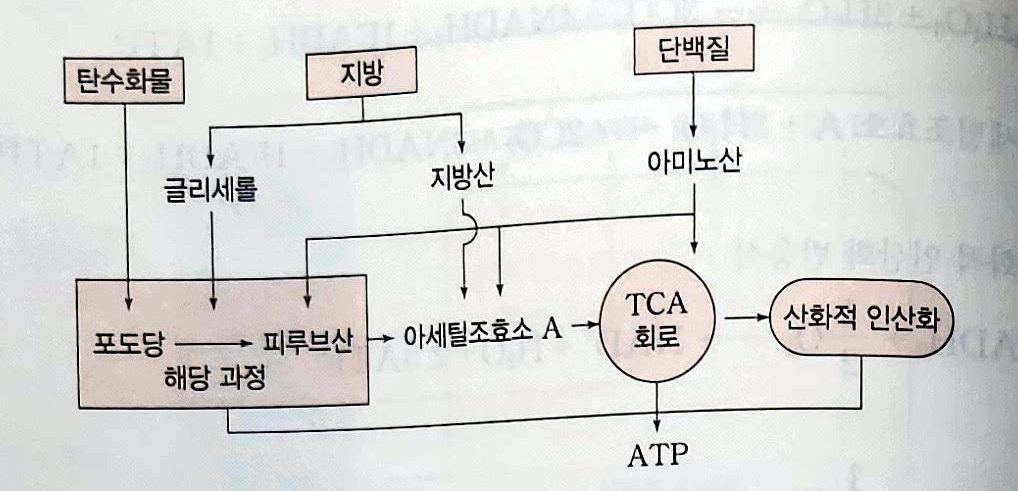 탄수화물
지방
단백질
글리세롤
지방산
아미노산
포도당
피루브산
해당 과정
아세틸조효소 A
TCA
회로
산화적 인산화
ATP